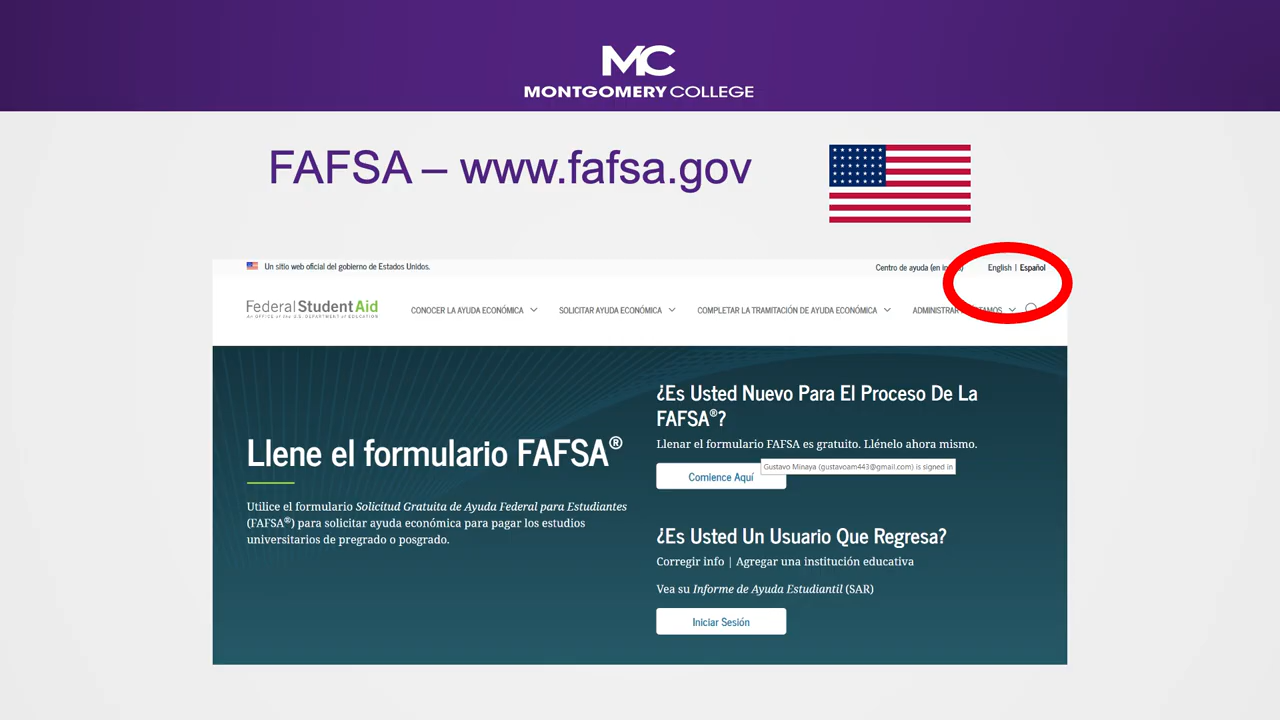 MC
MONTGOMERY COLLEGE
FAFSA – www.fafsa.gov
Un sitio web oficial del gobierno de Estados Unidos.
Centro de ayuda (en
English | Español
Federal Student Aid
An OFFICE of the U.S. DEPARTMENT of EDUCATION
CONOCER LA AYUDA ECONÓMICA
SOLICITAR AYUDA ECONÓMICA
COMPLETAR LA TRAMITACIÓN DE AYUDA ECONÓMICA
ADMINISTRAR
¿Es Usted Nuevo Para El Proceso De La
FAFSA®?
Llenar el formulario FAFSA es gratuito. Llénelo ahora mismo.
Gustavo Minaya (gustavoam443@gmail.com) is signed in
Comience Aquí
Llene el formulario FAFSA®
Utilice el formulario Solicitud Gratuita de Ayuda Federal para Estudiantes
(FAFSA®) para solicitar ayuda económica para pagar los estudios
universitarios de pregrado o posgrado.
¿Es Usted Un Usuario Que Regresa?
Corregir info | Agregar una institución educativa
Vea su Informe de Ayuda Estudiantil (SAR)
Iniciar Sesión